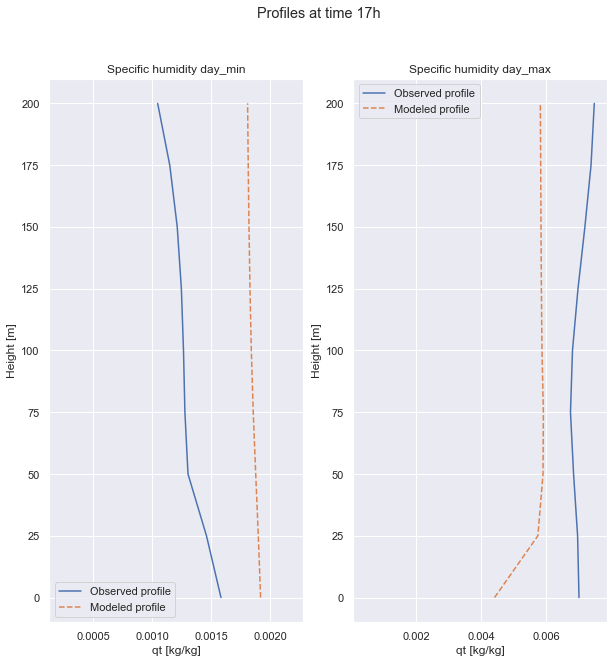 Profiles at time 17h
Specific humidity day_min
200
175
150
125
100
75
50
25
0
Height [m]
Observed profile
Modeled profile
0.0005 0.0010 0.0015 0.0020
qt [kg/kg]
Specific humidity day_max
Observed profile
Modeled profile
200
175
150
125
100
75
50
25
0
Height [m]
0.002 0.004 0.006
qt [kg/kg]